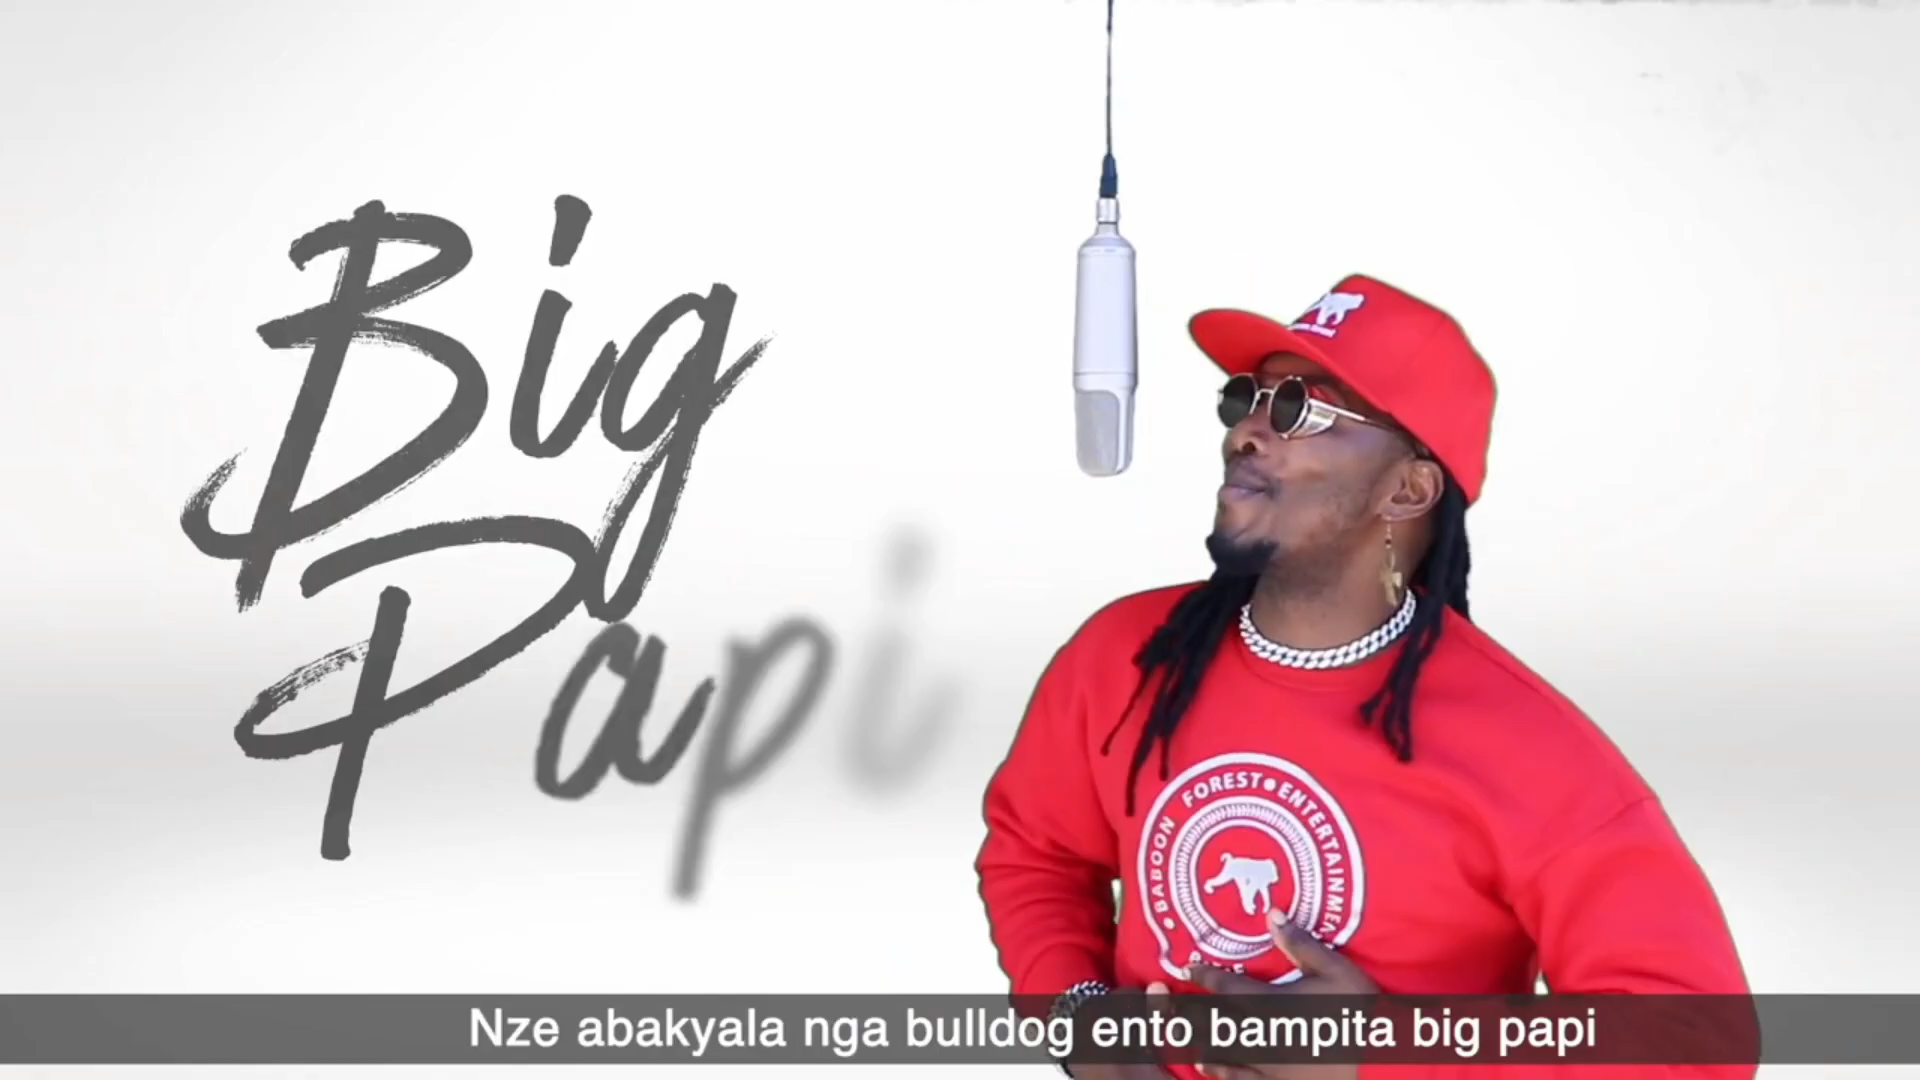 Big
Papi
BABOON FOREST ENTERTAINMENT
Nze abakyala nga bulldog ento bampita big papi